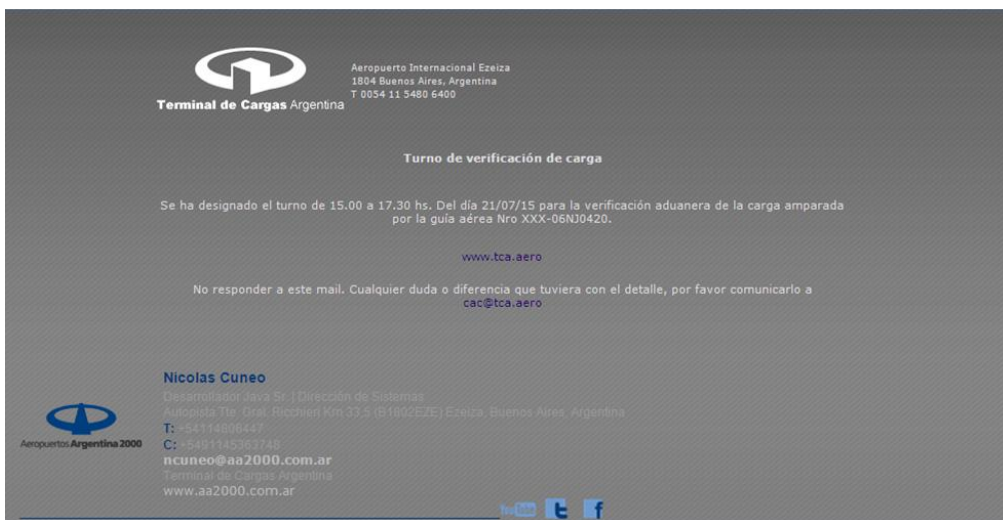 Aeropuerto Internacional Ezeiza
1804 Buenos Aires, Argentina
T 0054 11 5480 6400
Terminal de Cargas Argentina
Turno de verificación de carga
Se ha designado el turno de 15.00 a 17.30 hs. Del día 21/07/15 para la verificación aduanera de la carga amparada
por la guía aérea Nro XXX-06NJ0420.
www.tca.aero
No responder a este mail. Cualquier duda o diferencia que tuviera con el detalle, por favor comunicarlo a
cac@tca.aero
Nicolas Cuneo
Desarrollador Java Sr. | Dirección de Sistemas
Autopista Tte. Gral. Ricchieri Km 33,5 (B1802EZE) Ezeiza, Buenos Aires, Argentina
T: +54114806447
C: +5491145363748
ncuneo@aa2000.com.ar
Terminal de Cargas Argentina
www.aa2000.com.ar
Aeropuertos Argentina 2000
YouTube